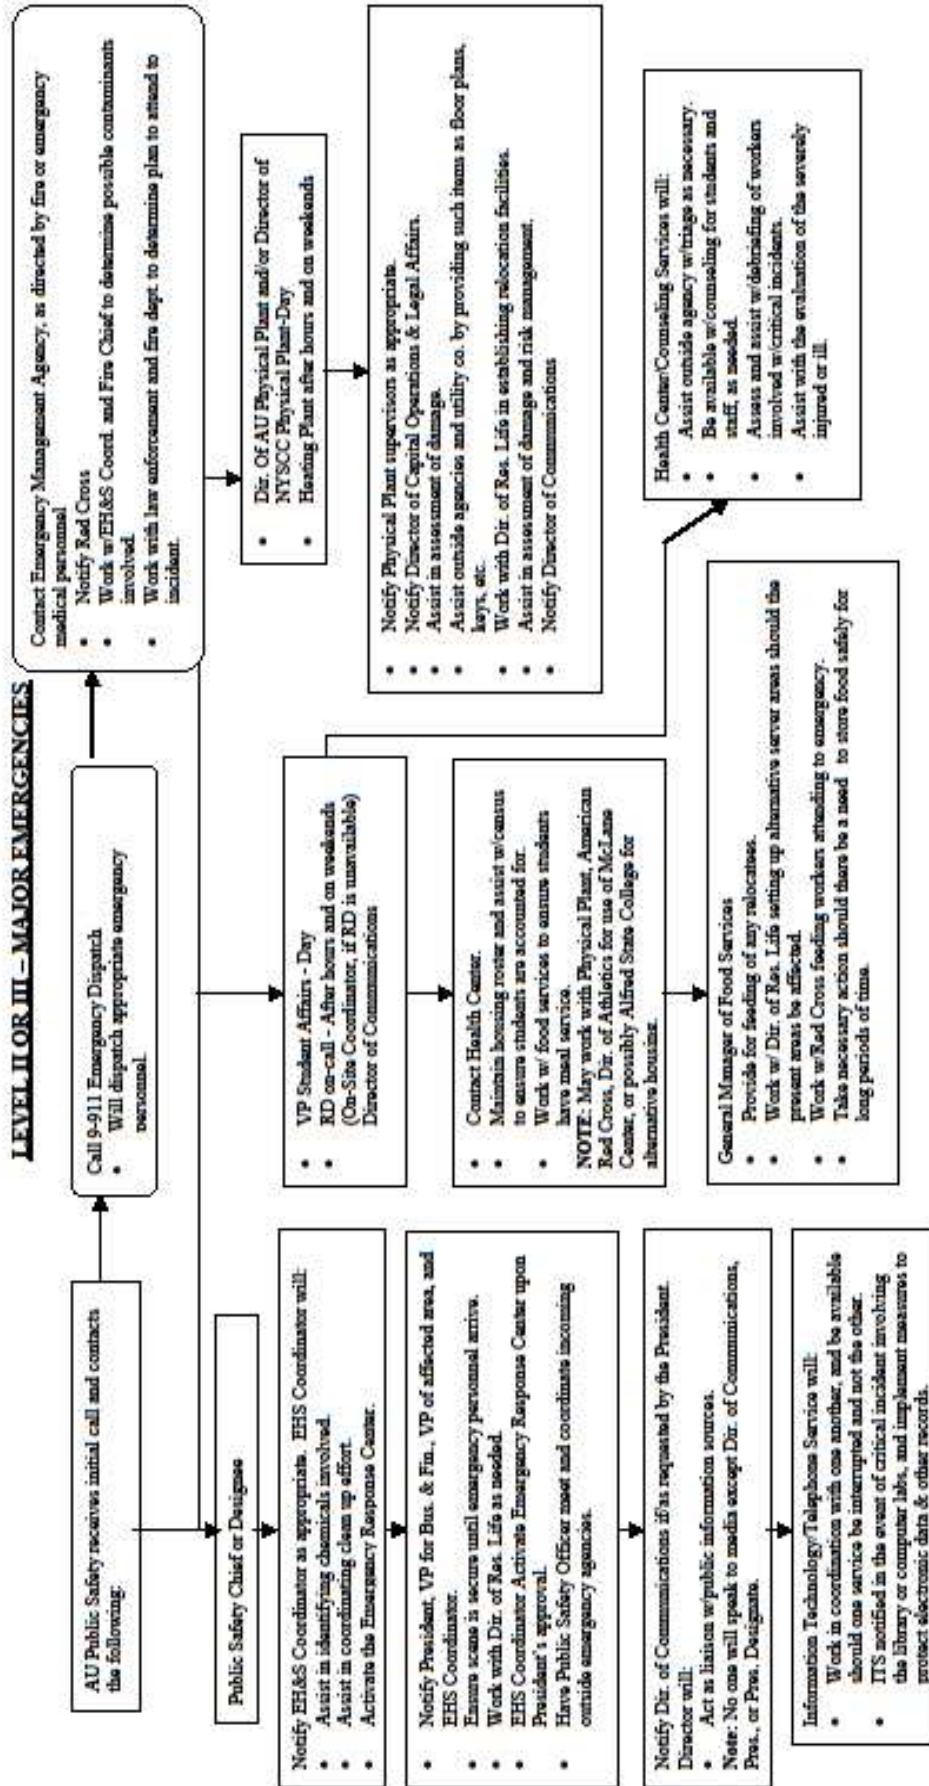 LEVEL II OR III – MAJOR EMERGENCIES
AU Public Safety receives initial call and contacts
the following:
Call 9-911 Emergency Dispatch
• Will dispatch appropriate emergency
personnel.
Contact Emergency Management Agency, as directed by fire or emergency
medical personnel
• Notify Red Cross
• Work w/EH&S Coord. and Fire Chief to determine possible contaminants
involved.
• Work with law enforcement and fire dept. to determine plan to attend to
incident.
Public Safety Chief or Designee
Notify EH&S Coordinator as appropriate. EHS Coordinator will:
• Assist in identifying chemicals involved.
• Assist in coordinating clean up effort.
• Activate the Emergency Response Center.
• Notify President, VP for Bus. & Fin., VP of affected area, and
EHS Coordinator.
• Ensure scene is secure until emergency personnel arrive.
• Work with Dir. of Res. Life as needed.
• EHS Coordinator Activate Emergency Response Center upon
President's approval.
• Have Public Safety Officer meet and coordinate incoming
outside emergency agencies.
Notify Dir. of Communications if/as requested by the President.
Director will:
• Act as liaison w/public information sources.
Note: No one will speak to media except Dir. of Communications,
Pres., or Pres. Designate.
Information Technology/Telephone Service will:
• Work in coordination with one another, and be available
should one service be interrupted and not the other.
• ITS notified in the event of critical incident involving
the library or computer labs, and implement measures to
protect electronic data & other records.
• VP Student Affairs - Day
• RD on-call - After hours and on weekends
(On-Site Coordinator, if RD is unavailable)
Director of Communications
• Contact Health Center.
• Maintain housing roster and assist w/census
to ensure students are accounted for.
• Work w/ food services to ensure students
have meal service.
NOTE: May work with Physical Plant, American
Red Cross, Dir. of Athletics for use of McLane
Center, or possibly Alfred State College for
alternative housing.
General Manager of Food Services
• Provide for feeding of any relocatees.
• Work w/ Dir. of Res. Life setting up alternative server areas should the
present areas be affected.
• Work w/Red Cross feeding workers attending to emergency.
• Take necessary action should there be a need to store food safely for
long periods of time.
• Dir. Of AU Physical Plant and/or Director of
NYSCC Physical Plant-Day
• Heating Plant after hours and on weekends
• Notify Physical Plant supervisors as appropriate.
• Notify Director of Capital Operations & Legal Affairs.
• Assist in assessment of damage.
• Assist outside agencies and utility co. by providing such items as floor plans,
keys, etc.
• Work with Dir. of Res. Life in establishing relocation facilities.
• Assist in assessment of damage and risk management.
• Notify Director of Communications
Health Center/Counseling Services will:
• Assist outside agency w/triage as necessary.
• Be available w/counseling for students and
staff, as needed.
• Assess and assist w/debriefing of workers
involved w/critical incidents.
• Assist with the evaluation of the severely
injured or ill.